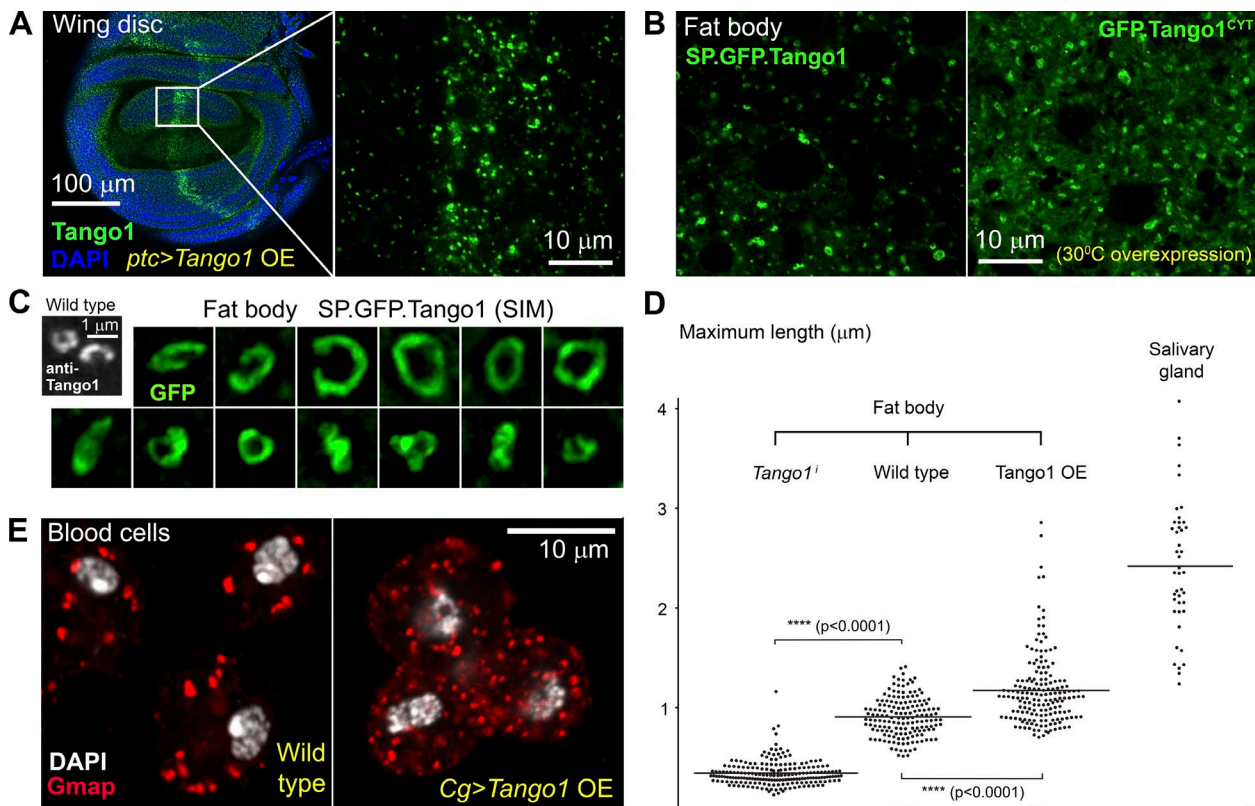 A
Wing disc
100 μm
Tango1
DAPI ptc>Tango1 OE
10 μm
B
Fat body
SP.GFP.Tango1
GFP.Tango1CYT
10 μm
(30⁰C overexpression)
C
Wild type
1 μm
anti-
Tango1
Fat body SP.GFP.Tango1 (SIM)
GFP
D
Maximum length (μm)
Salivary
gland
Fat body
Tango1 i
Wild type
Tango1 OE
4
3
2
1
**** (p<0.0001)
**** (p<0.0001)
E
Blood cells
10 μm
DAPI
Gmap
Wild
type
Cg>Tango1 OE